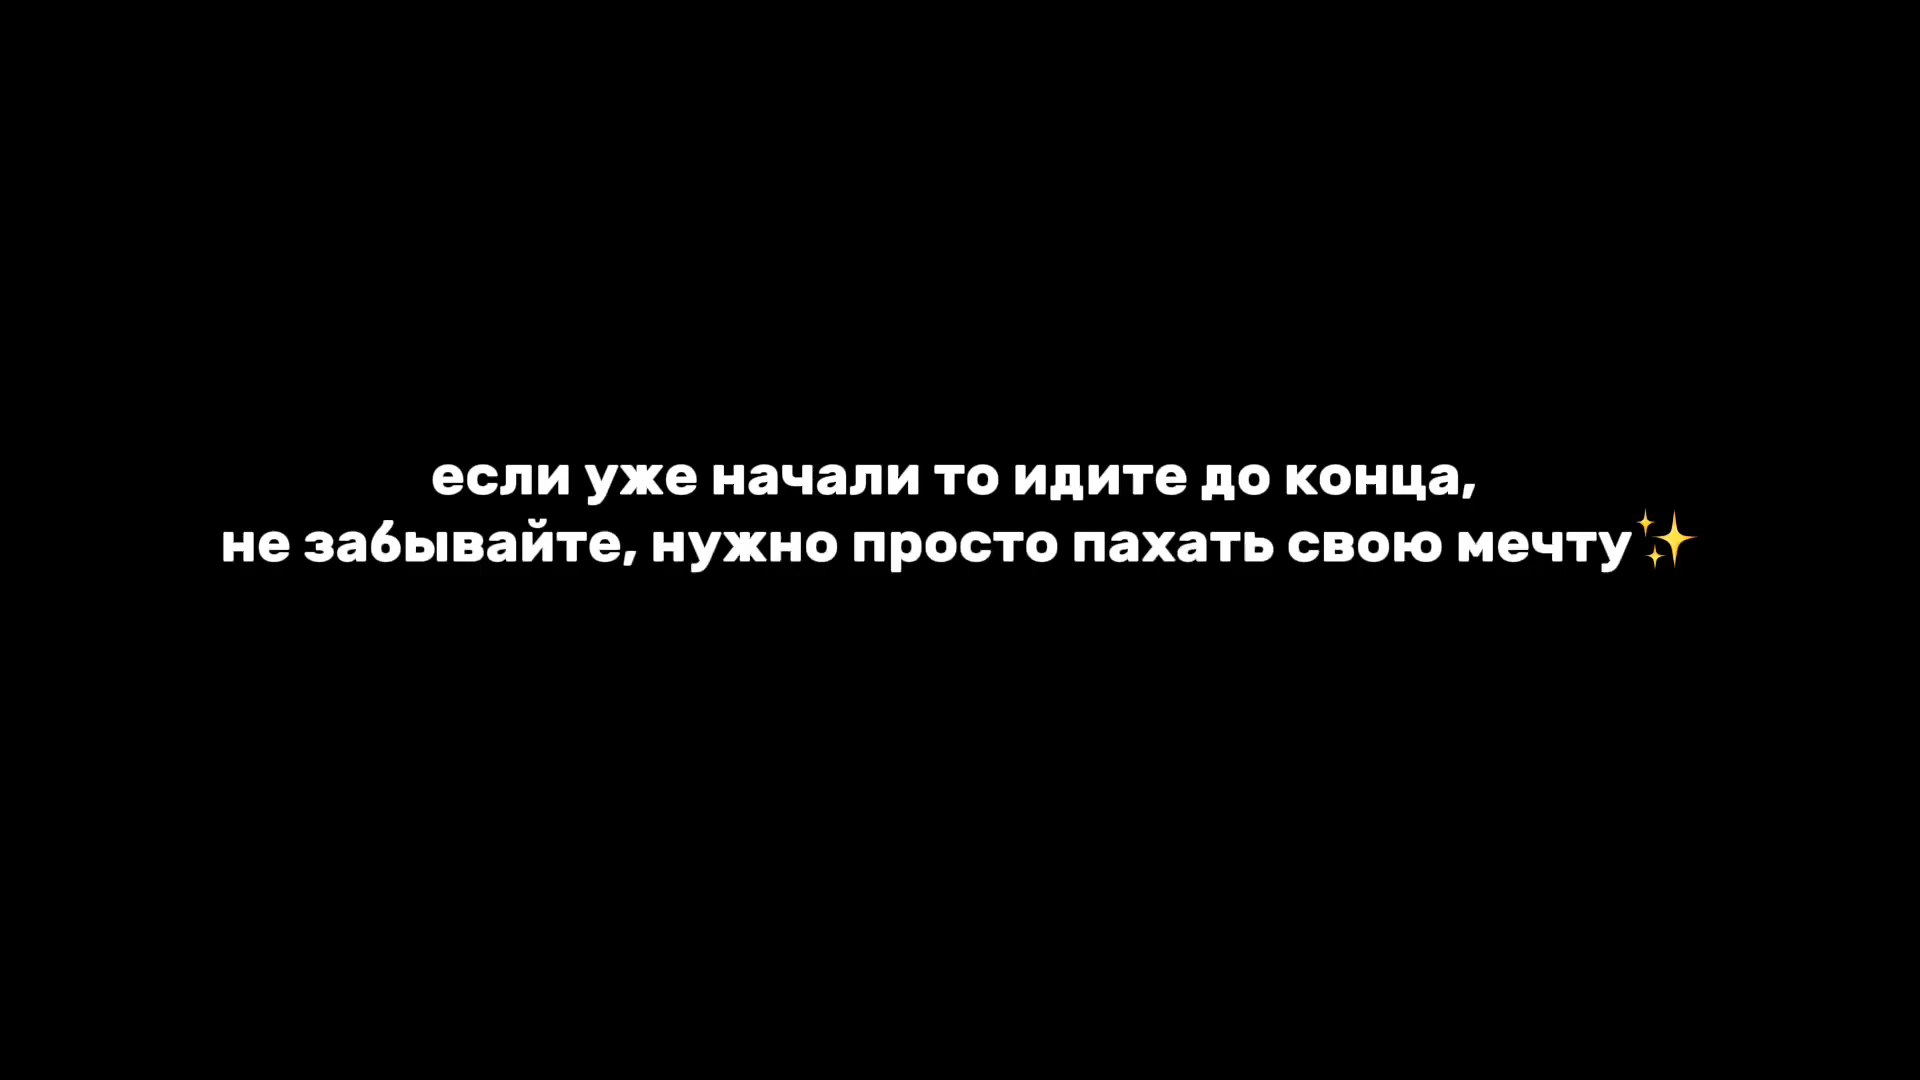 если уже начали то идите до конца,
не забывайте, нужно просто пахать свою мечту✨